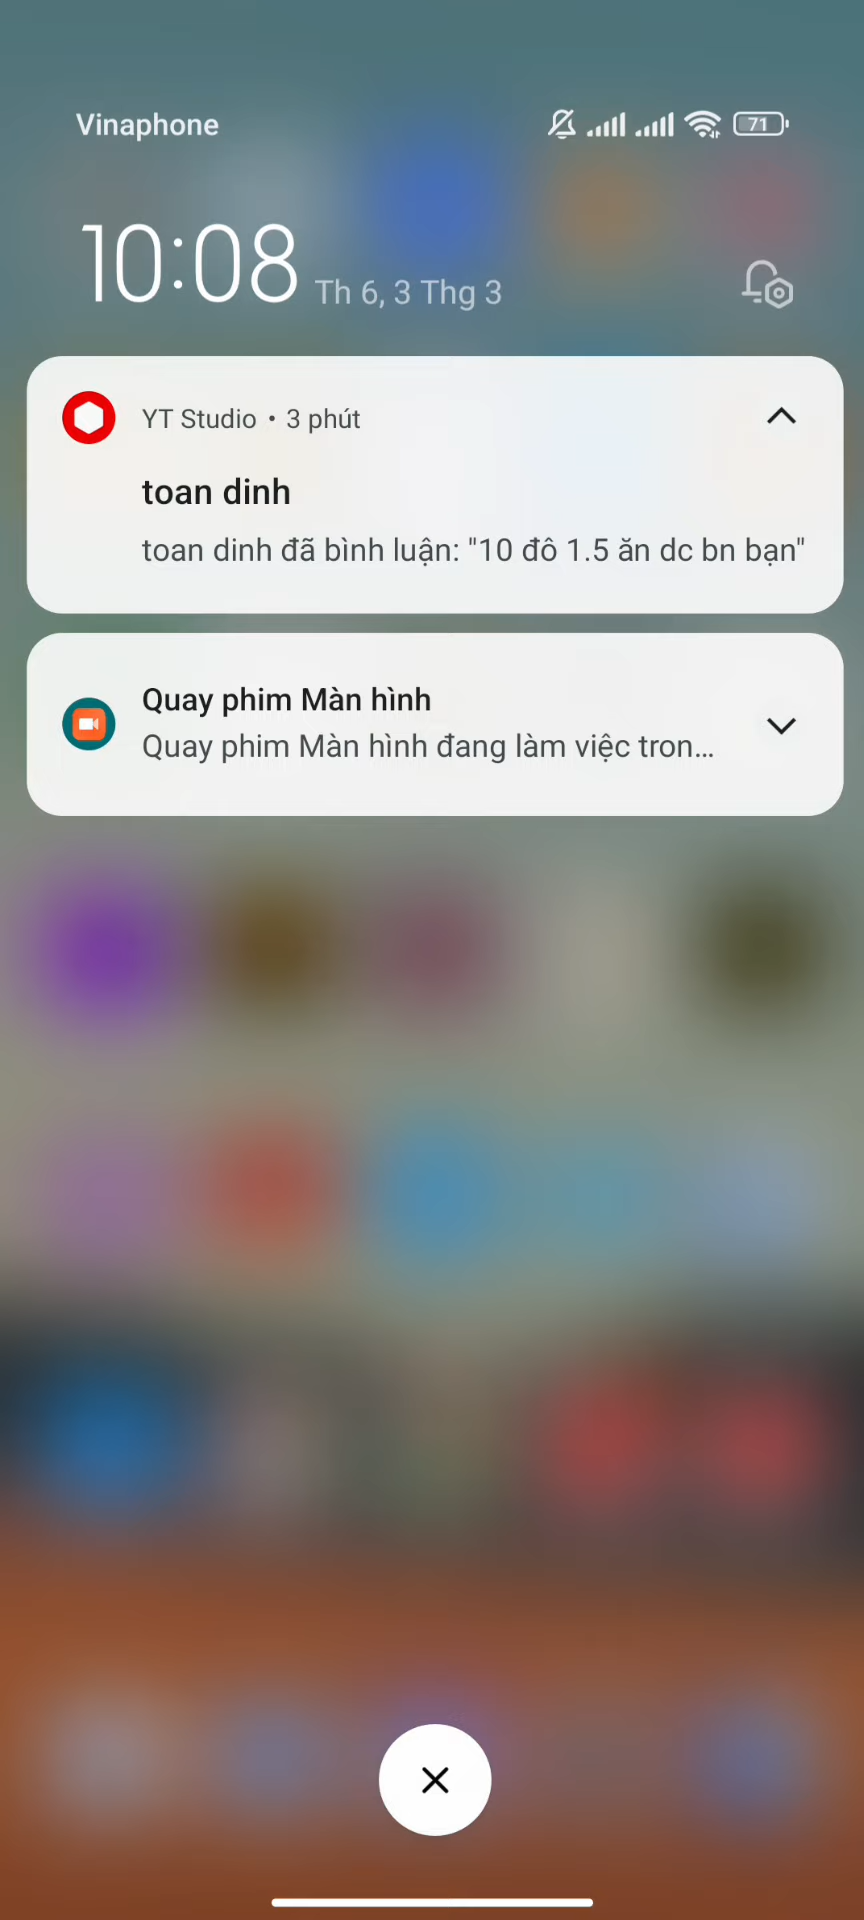 Vinaphone 71
10:08 Th 6, 3 Thg 3
YT Studio • 3 phút
toan dinh
toan dinh đã bình luận: "10 đô 1.5 ăn dc bn bạn"
Quay phim Màn hình
Quay phim Màn hình đang làm việc tron...